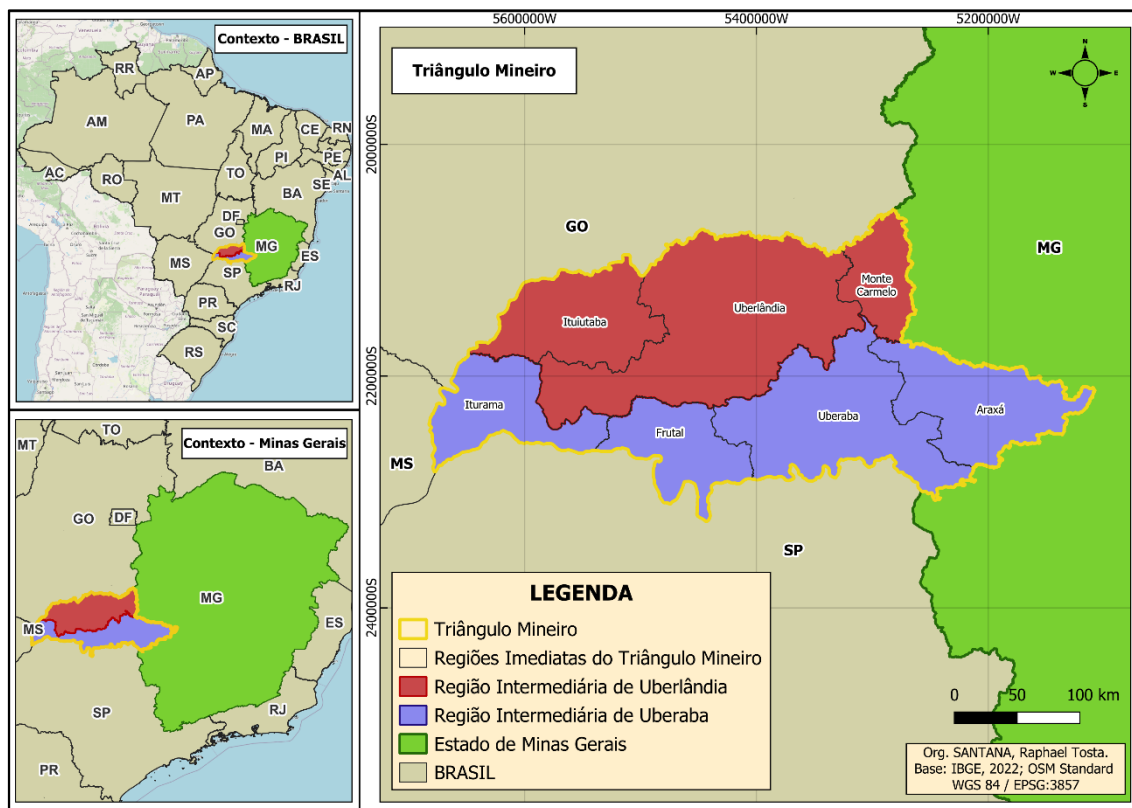 Contexto - BRASIL
RR
AP
AM
PA
MA
CE
RN
PI
PE
AL
AC
RO
TO
SE
BA
MT
DF
GO
MG
ES
MS
SP
RJ
PR
SC
RS
Contexto - Minas Gerais
MT
TO
BA
GO
DF
MG
MS
ES
SP
RJ
PR
5600000W
5400000W
5200000W
Triângulo Mineiro
N
W
E
S
2000000S
2200000S
2400000S
GO
MG
Monte
Carmelo
Ituiutaba
Uberlândia
Iturama
Frutal
Uberaba
Araxá
MS
SP
LEGENDA
Triângulo Mineiro
Regiões Imediatas do Triângulo Mineiro
Região Intermediária de Uberlândia
Região Intermediária de Uberaba
Estado de Minas Gerais
BRASIL
0 50 100 km
Org. SANTANA, Raphael Tosta.
Base: IBGE, 2022; OSM Standard
WGS 84 / EPSG:3857